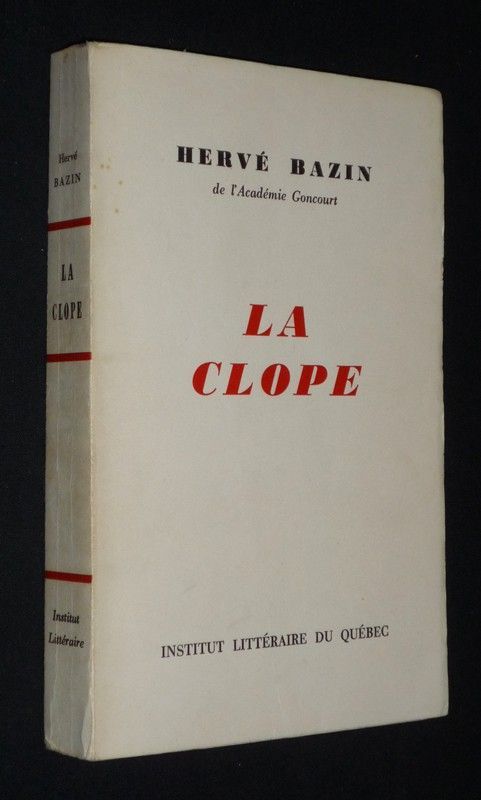 Hervé
BAZIN
LA
CLOPE
Institut
Littéraire
HERVÉ BAZIN
de l'Académie Goncourt
LA
CLOPE
INSTITUT LITTÉRAIRE DU QUÉBEC